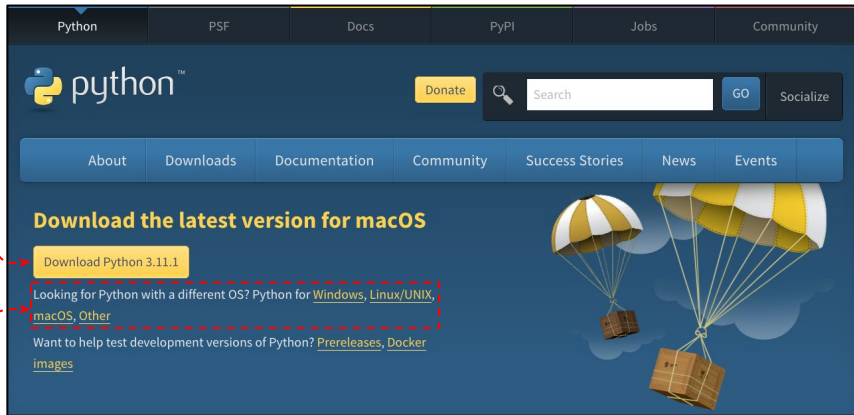 Python PSF Docs PyPI Jobs Community
python™
Donate Search GO Socialize
About Downloads Documentation Community Success Stories News Events
Download the latest version for macOS
Download Python 3.11.1
Looking for Python with a different OS? Python for Windows, Linux/UNIX,
macOS, Other
Want to help test development versions of Python? Prereleases, Docker
images